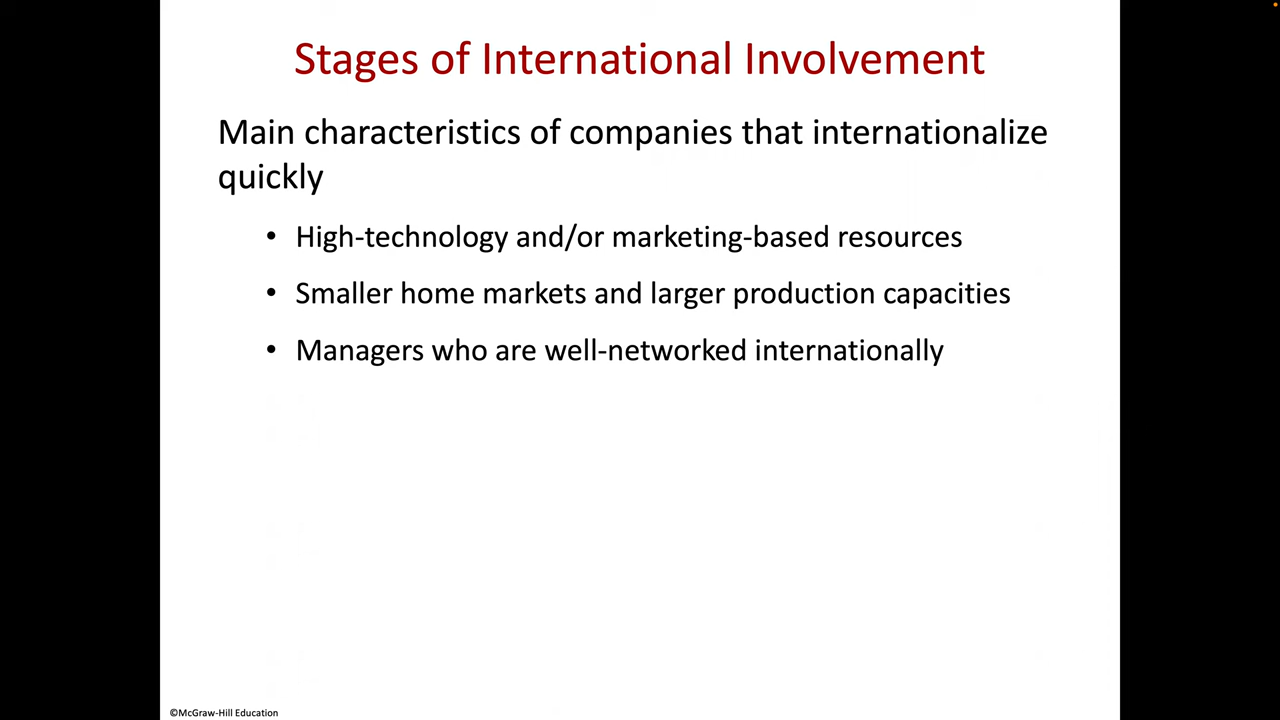 Stages of International Involvement
Main characteristics of companies that internationalize
quickly
• High-technology and/or marketing-based resources
• Smaller home markets and larger production capacities
• Managers who are well-networked internationally
©McGraw-Hill Education